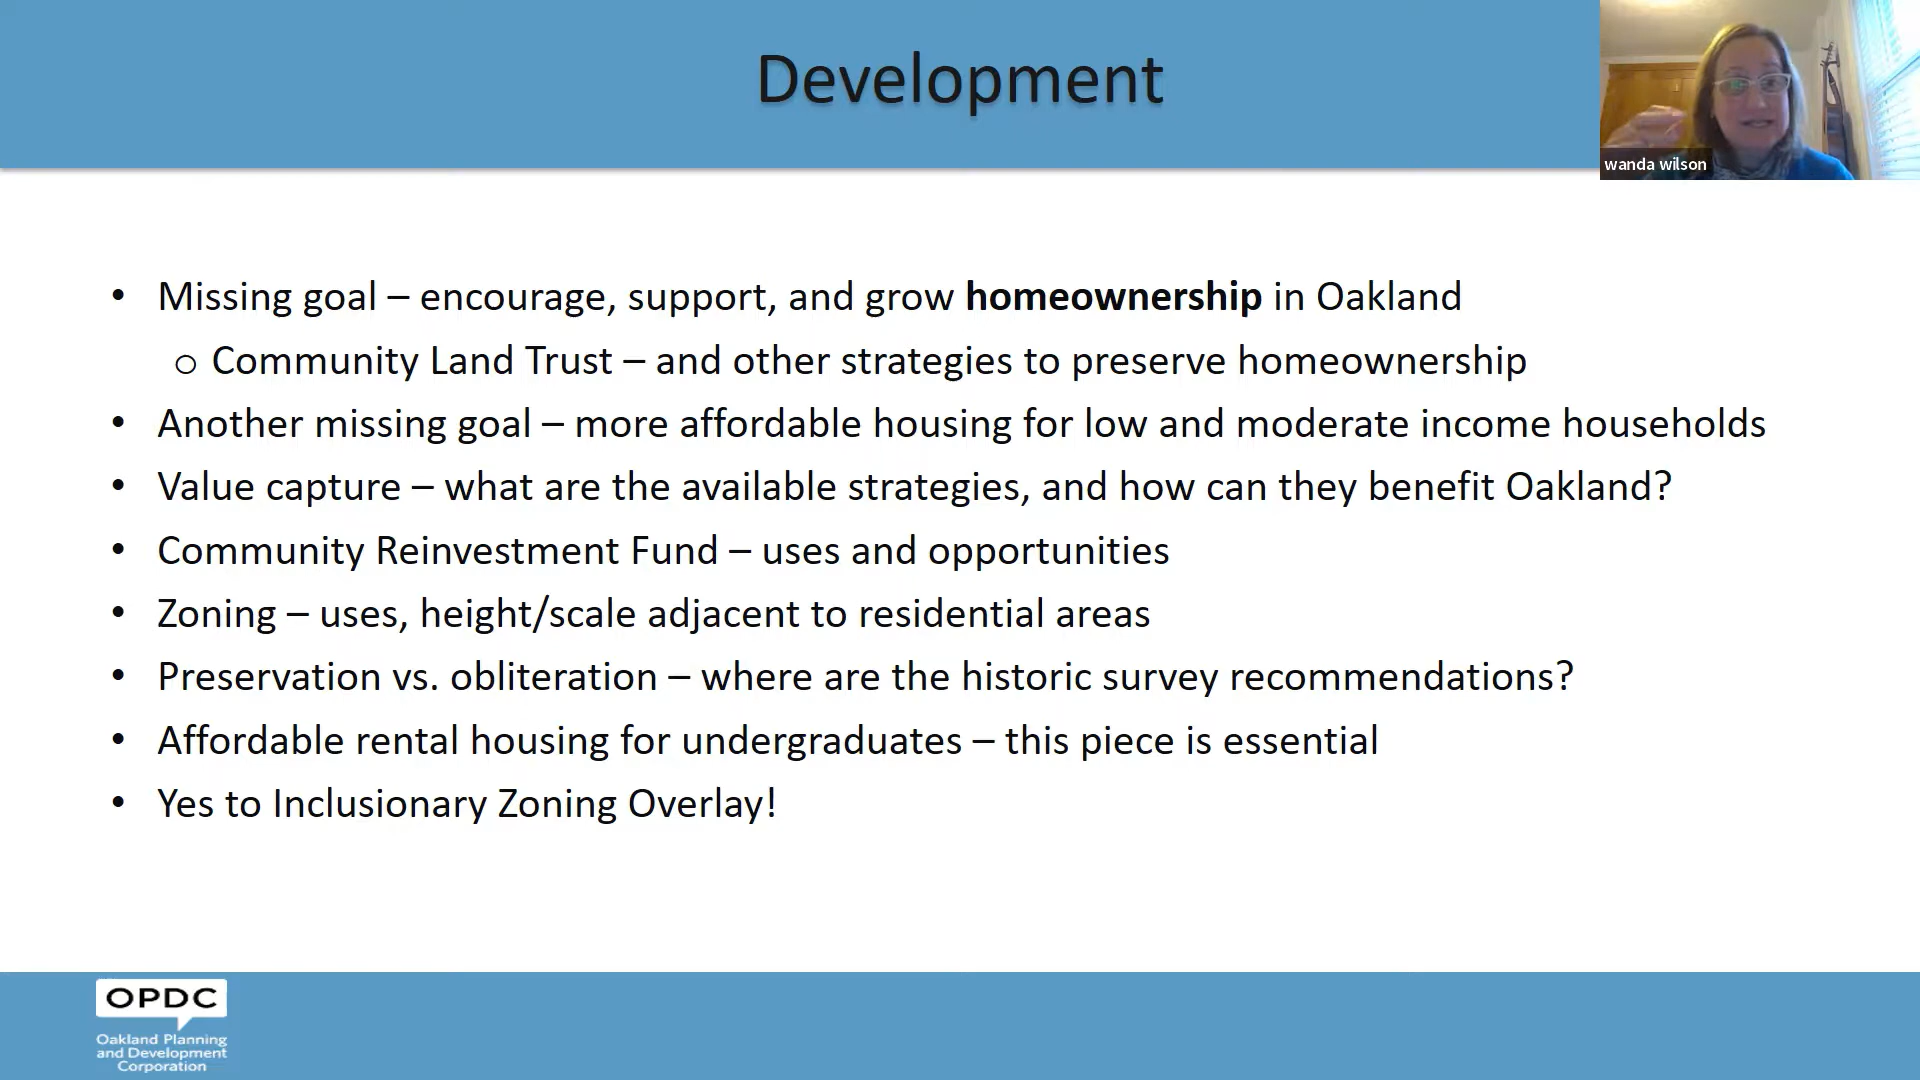 Development
wanda wilson
• Missing goal – encourage, support, and grow homeownership in Oakland
o Community Land Trust – and other strategies to preserve homeownership
• Another missing goal – more affordable housing for low and moderate income households
• Value capture – what are the available strategies, and how can they benefit Oakland?
• Community Reinvestment Fund – uses and opportunities
• Zoning – uses, height/scale adjacent to residential areas
• Preservation vs. obliteration – where are the historic survey recommendations?
• Affordable rental housing for undergraduates – this piece is essential
• Yes to Inclusionary Zoning Overlay!
OPDC
Oakland Planning
and Development
Corporation